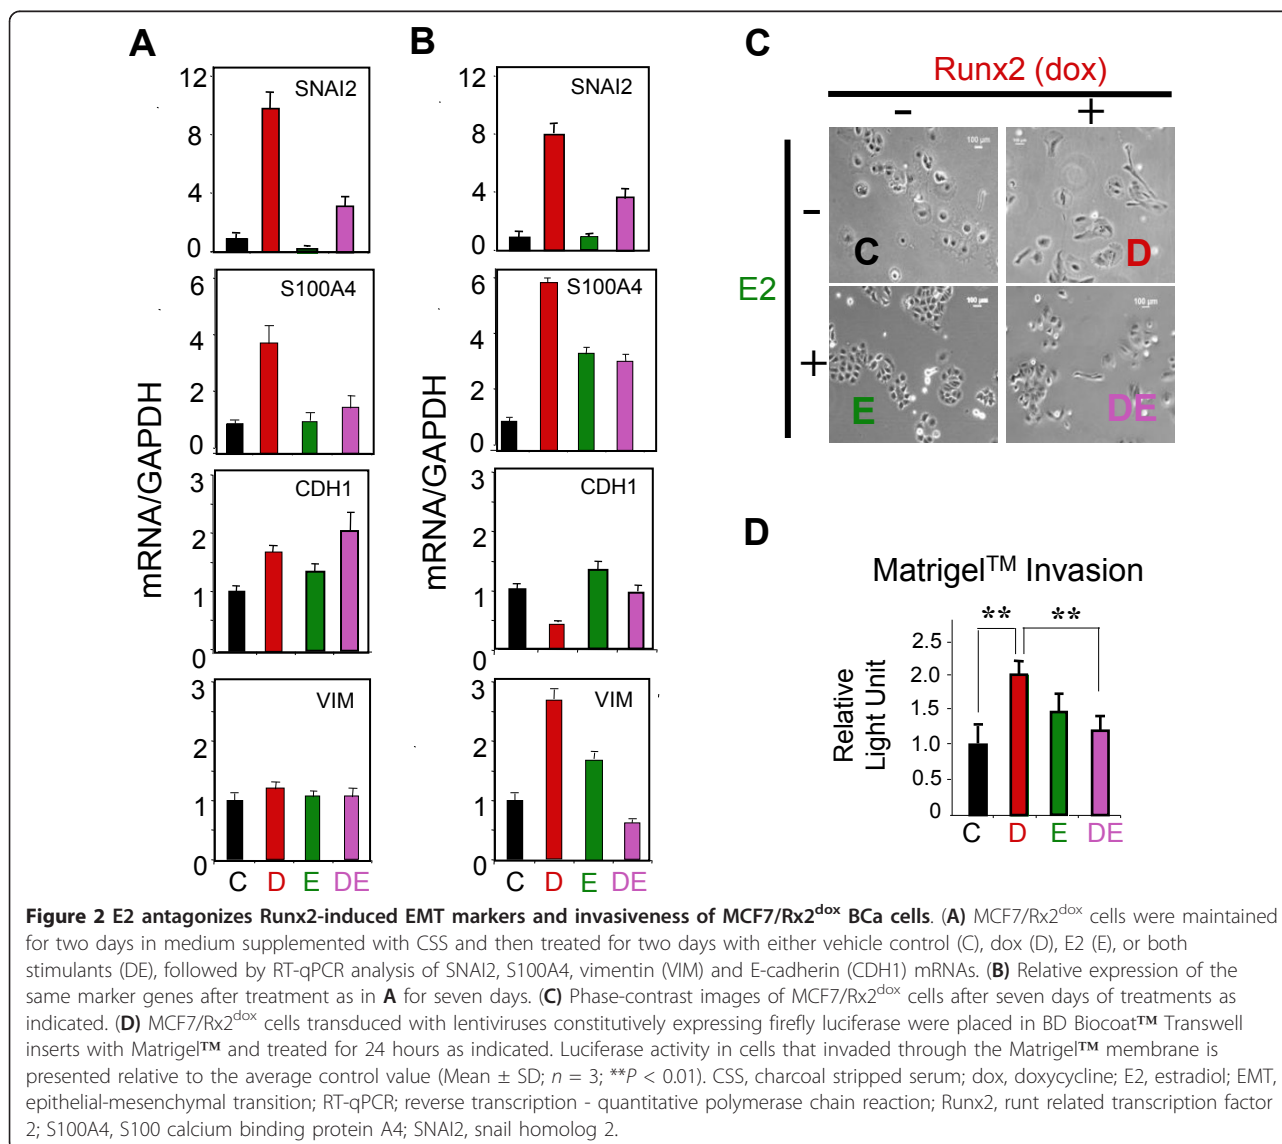 A
B
C
mRNA/GAPDH
12
8
4
0
SNAI2
6
4
2
0
S100A4
3
2
1
0
CDH1
3
2
1
0
VIM
C D E DE
mRNA/GAPDH
12
8
4
0
SNAI2
6
4
2
0
S100A4
3
2
1
0
CDH1
3
2
1
0
VIM
C D E DE
Runx2 (dox)
- +
E2
-
+
100 µm
C
100 µm
D
100 µm
E
100 µm
DE
D
Matrigel™ Invasion
** **
Relative
Light Unit
2.5
2.0
1.5
1.0
0.5
0
C D E DE
Figure 2 E2 antagonizes Runx2-induced EMT markers and invasiveness of MCF7/Rx2dox BCa cells. (A) MCF7/Rx2dox cells were maintained
for two days in medium supplemented with CSS and then treated for two days with either vehicle control (C), dox (D), E2 (E), or both
stimulants (DE), followed by RT-qPCR analysis of SNAI2, S100A4, vimentin (VIM) and E-cadherin (CDH1) mRNAs. (B) Relative expression of the
same marker genes after treatment as in A for seven days. (C) Phase-contrast images of MCF7/Rx2dox cells after seven days of treatments as
indicated. (D) MCF7/Rx2dox cells transduced with lentiviruses constitutively expressing firefly luciferase were placed in BD Biocoat™ Transwell
inserts with Matrigel™ and treated for 24 hours as indicated. Luciferase activity in cells that invaded through the Matrigel™ membrane is
presented relative to the average control value (Mean ± SD; n = 3; **P < 0.01). CSS, charcoal stripped serum; dox, doxycycline; E2, estradiol; EMT,
epithelial-mesenchymal transition; RT-qPCR; reverse transcription - quantitative polymerase chain reaction; Runx2, runt related transcription factor
2; S100A4, S100 calcium binding protein A4; SNAI2, snail homolog 2.